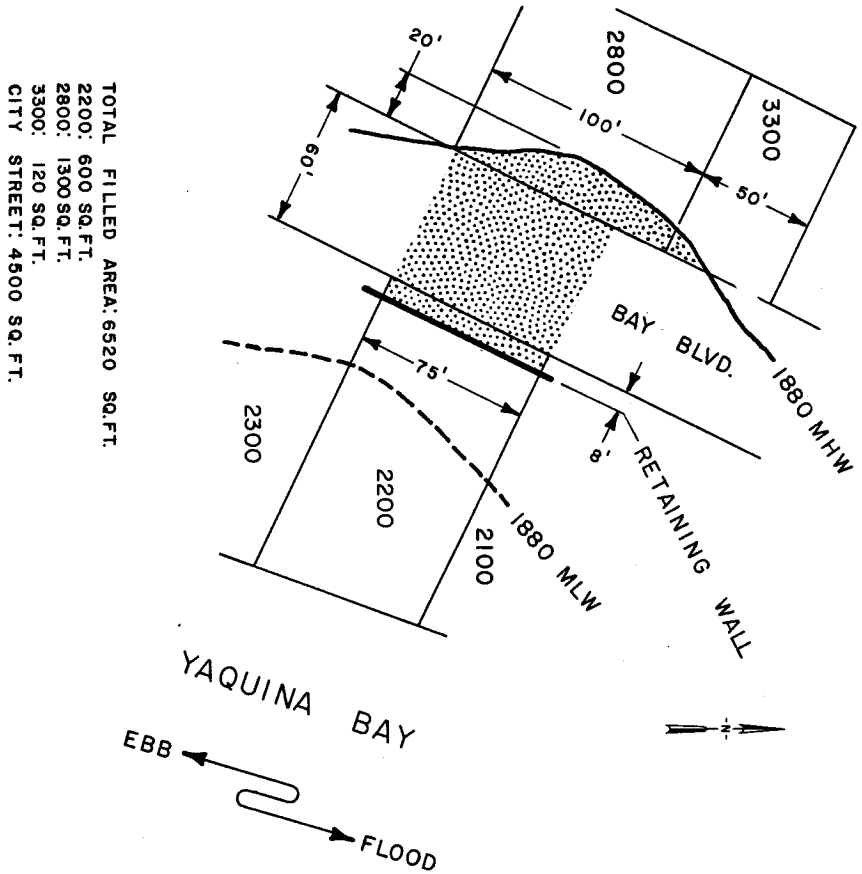 20'
2800
3300
100'
50'
60'
BAY BLVD.
1880 MHW
75'
8'
RETAINING WALL
2300
2200
2100
1880 MLW
YAQUINA BAY
N
EBB
FLOOD
TOTAL FILLED AREA: 6520 SQ. FT.
2200: 600 SQ. FT.
2800: 1300 SQ. FT.
3300: 120 SQ. FT.
CITY STREET: 4500 SQ. FT.